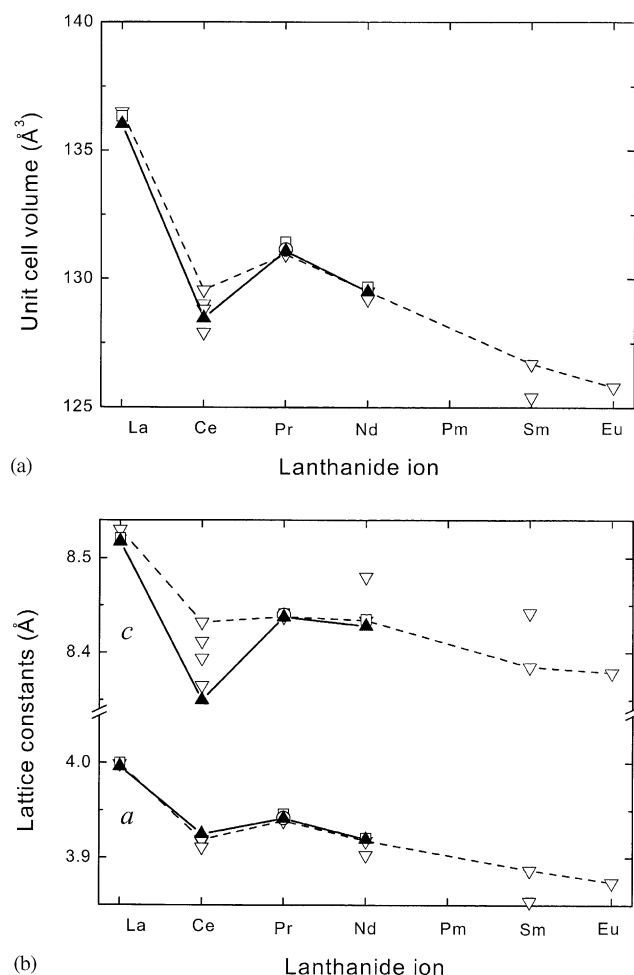 140
135
130
125
Unit cell volume (Å³)
La Ce Pr Nd Pm Sm Eu
(a)
Lanthanide ion
8.5
8.4
4.0
3.9
c
a
Lattice constants (Å)
La Ce Pr Nd Pm Sm Eu
(b)
Lanthanide ion